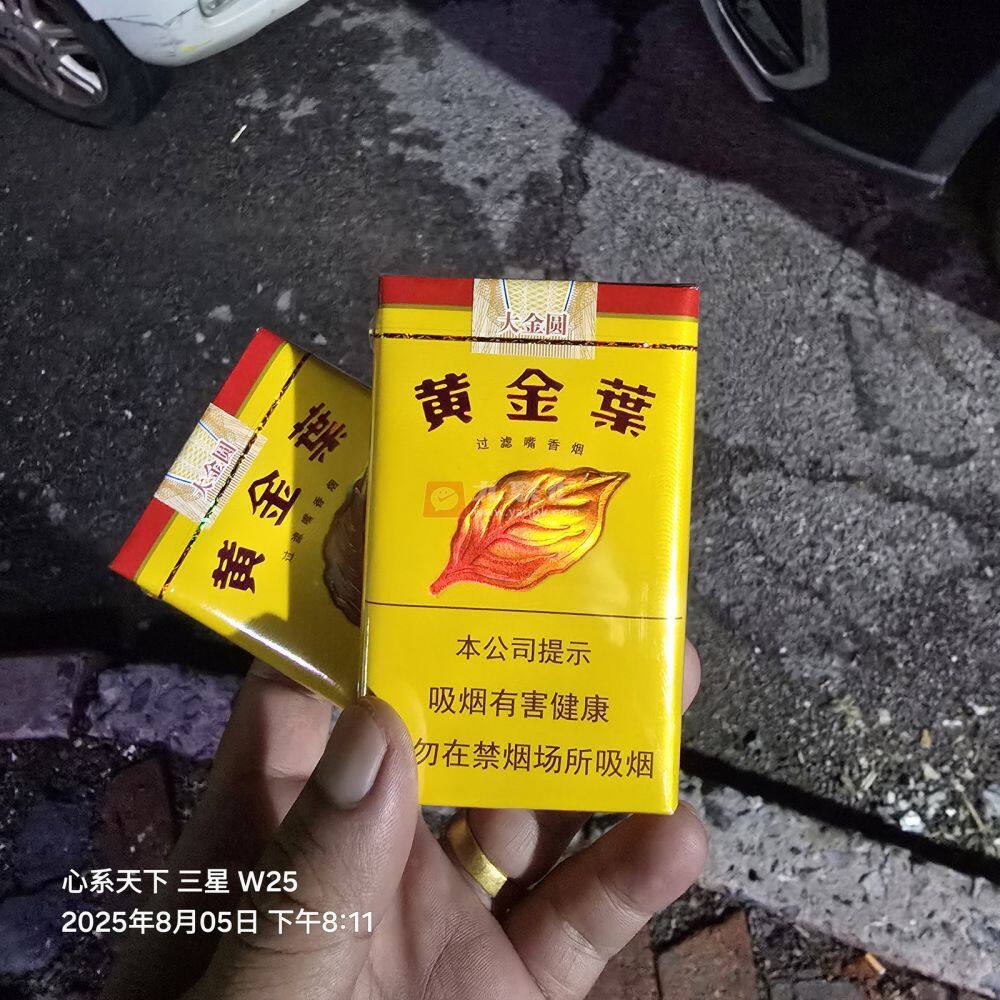 大金圆
黄金葉
过滤嘴香烟
www.yanpk.com
本公司提示
吸烟有害健康
勿在禁烟场所吸烟
大金圆
黄金葉
过滤嘴香烟
心系天下 三星 W25
2025年8月05日 下午8:11